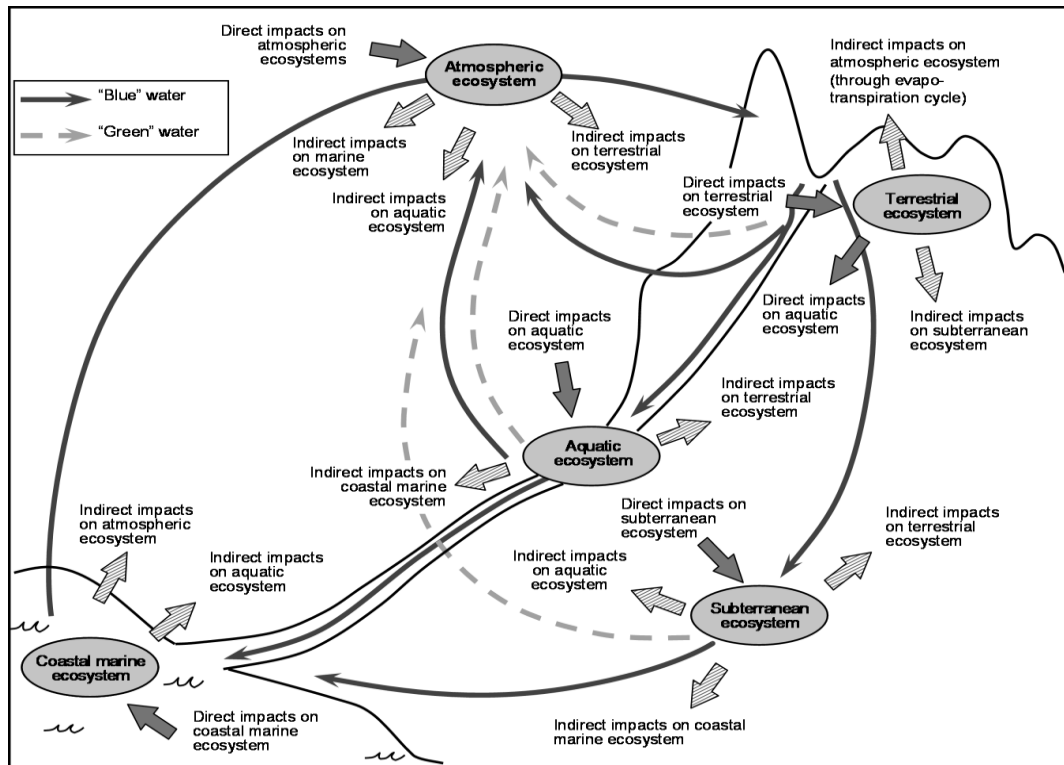 Direct impacts on
atmospheric
ecosystems
Atmospheric
ecosystem
Indirect impacts on
atmospheric ecosystem
(through evapo-
transpiration cycle)
"Blue" water
"Green" water
Indirect impacts
on marine
ecosystem
Indirect impacts
on terrestrial
ecosystem
Indirect impacts
on aquatic
ecosystem
Direct impacts
on terrestrial
ecosystem
Terrestrial
ecosystem
Direct impacts
on aquatic
ecosystem
Direct impacts
on aquatic
ecosystem
Indirect impacts
on subterranean
ecosystem
Indirect impacts
on terrestrial
ecosystem
Aquatic
ecosystem
Indirect impacts on
coastal marine
ecosystem
Direct impacts on
subterranean
ecosystem
Indirect impacts
on terrestrial
ecosystem
Indirect impacts
on atmospheric
ecosystem
Indirect impacts
on aquatic
ecosystem
Indirect impacts
on aquatic
ecosystem
Subterranean
ecosystem
Coastal marine
ecosystem
Direct impacts on
coastal marine
ecosystem
Indirect impacts on coastal
marine ecosystem